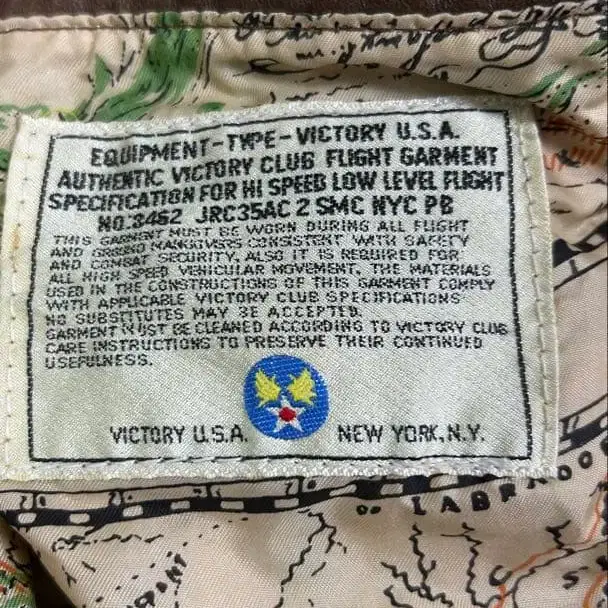 EQUIPMENT-TYPE-VICTORY U.S.A.
AUTHENTIC VICTORY CLUB FLIGHT GARMENT
SPECIFICATION FOR HI SPEED LOW LEVEL FLIGHT
NO.8462 JRC35AC 2 SMC NYC PB
THIS GARMENT MUST BE WORN DURING ALL FLIGHT
AND GROUND MANUOVERS CONSISTENT WITH SAFETY
AND COMBAT SECURITY, ALSO IT IS REQUIRED FOR
ALL HIGH SPEED VEHICULAR MOVEMENT, THE MATERIALS
USED IN THE CONSTRUCTIONS OF THIS GARMENT COMPLY
WITH APPLICABLE VICTORY CLUB SPECIFICATIONS
NO SUBSTITUTES MAY BE ACCEPTED.
GARMENT MUST BE CLEANED ACCORDING TO VICTORY CLUB
CARE INSTRUCTIONS TO PRESERVE THEIR CONTINUED
USEFULNESS.
VICTORY U.S.A. NEW YORK, N.Y.
LABRADO
U S